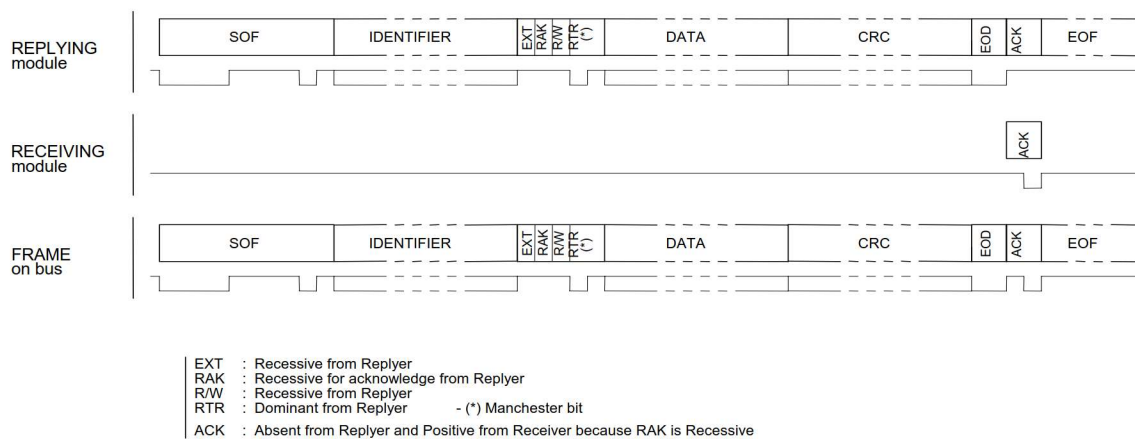 SOF IDENTIFIER EXT RAK R/W RTR (*) DATA CRC EOD ACK EOF
REPLYING
module
RECEIVING
module
ACK
SOF IDENTIFIER EXT RAK R/W RTR (*) DATA CRC EOD ACK EOF
FRAME
on bus
EXT : Recessive from Replyer
RAK : Recessive for acknowledge from Replyer
R/W : Recessive from Replyer
RTR : Dominant from Replyer - (*) Manchester bit
ACK : Absent from Replyer and Positive from Receiver because RAK is Recessive